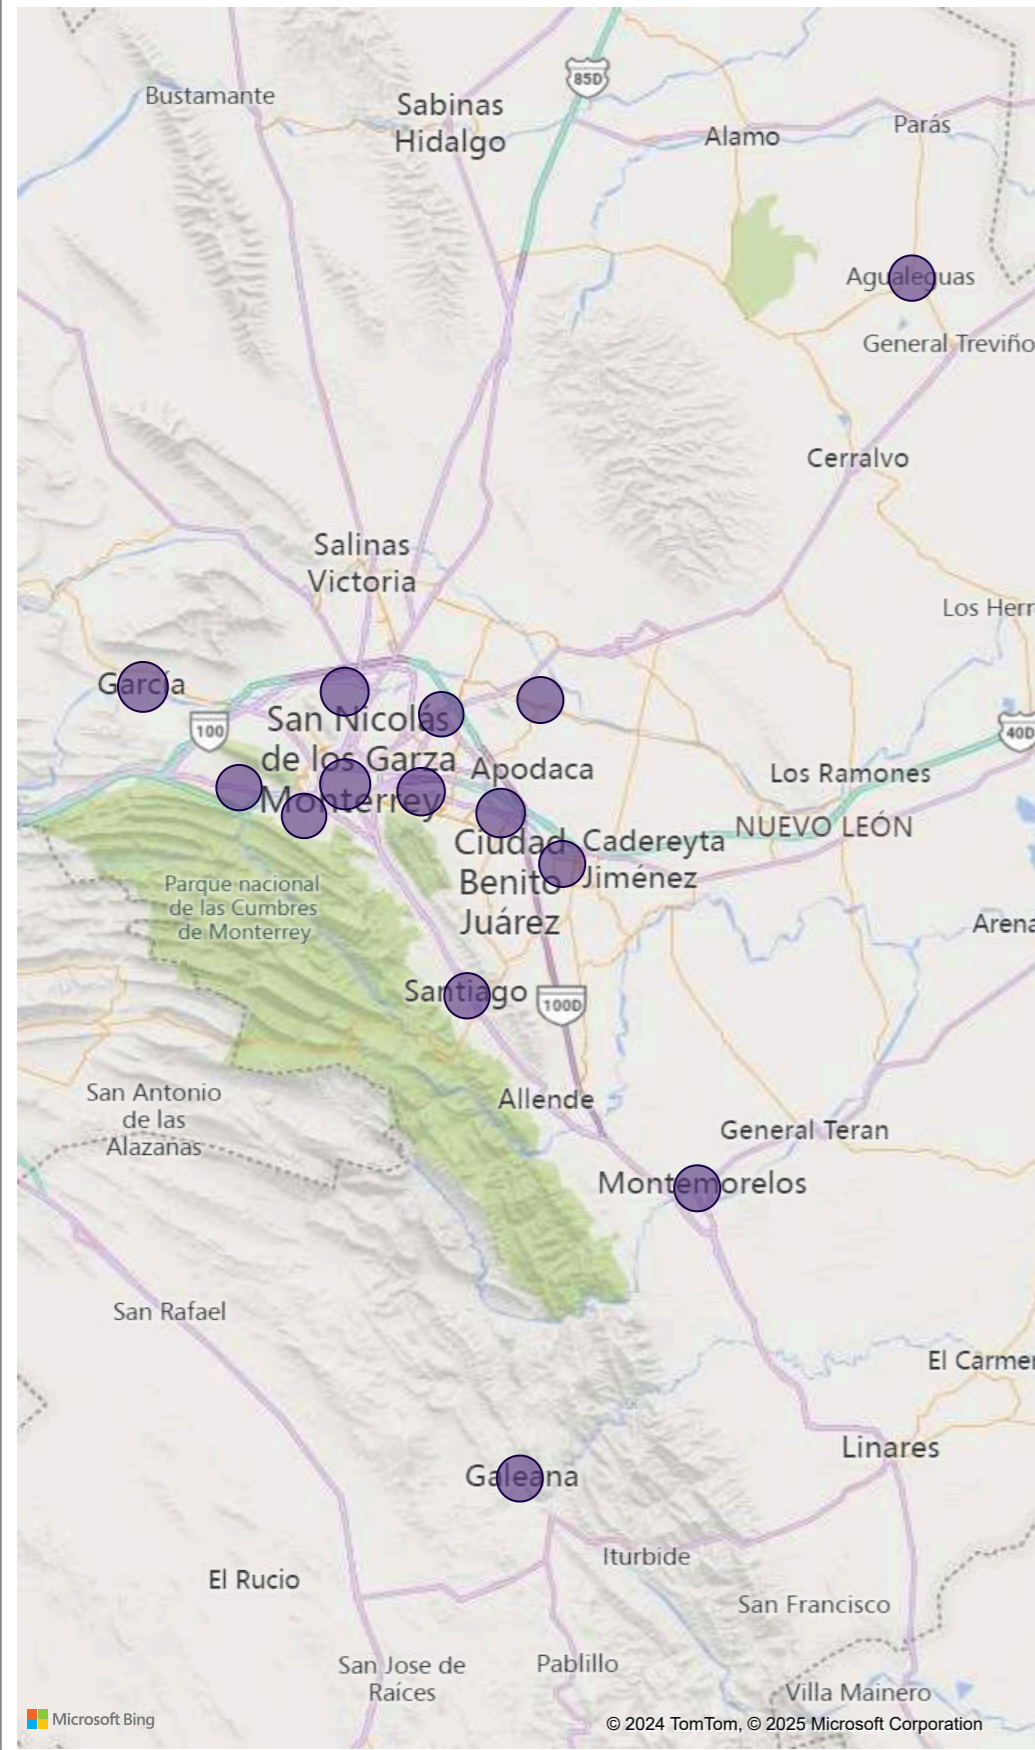 85D
Bustamante
Sabinas
Hidalgo
Alamo
Parás
Agualeguas
General Treviño
Cerralvo
Salinas
Victoria
Los Herr
García
100
San Nicolás
de los Garza
Monterrey
40D
Apodaca
Los Ramones
NUEVO LEÓN
Ciudad
Benito
Juárez
Cadereyta
Jiménez
Parque nacional
de las Cumbres
de Monterrey
Arena
Santiago
100D
San Antonio
de las
Alazanas
Allende
General Teran
Montemorelos
San Rafael
El Carmen
Linares
Galeana
Iturbide
El Rucio
San Francisco
San Jose de
Raíces
Pablillo
Villa Mainero
Microsoft Bing
© 2024 TomTom, © 2025 Microsoft Corporation